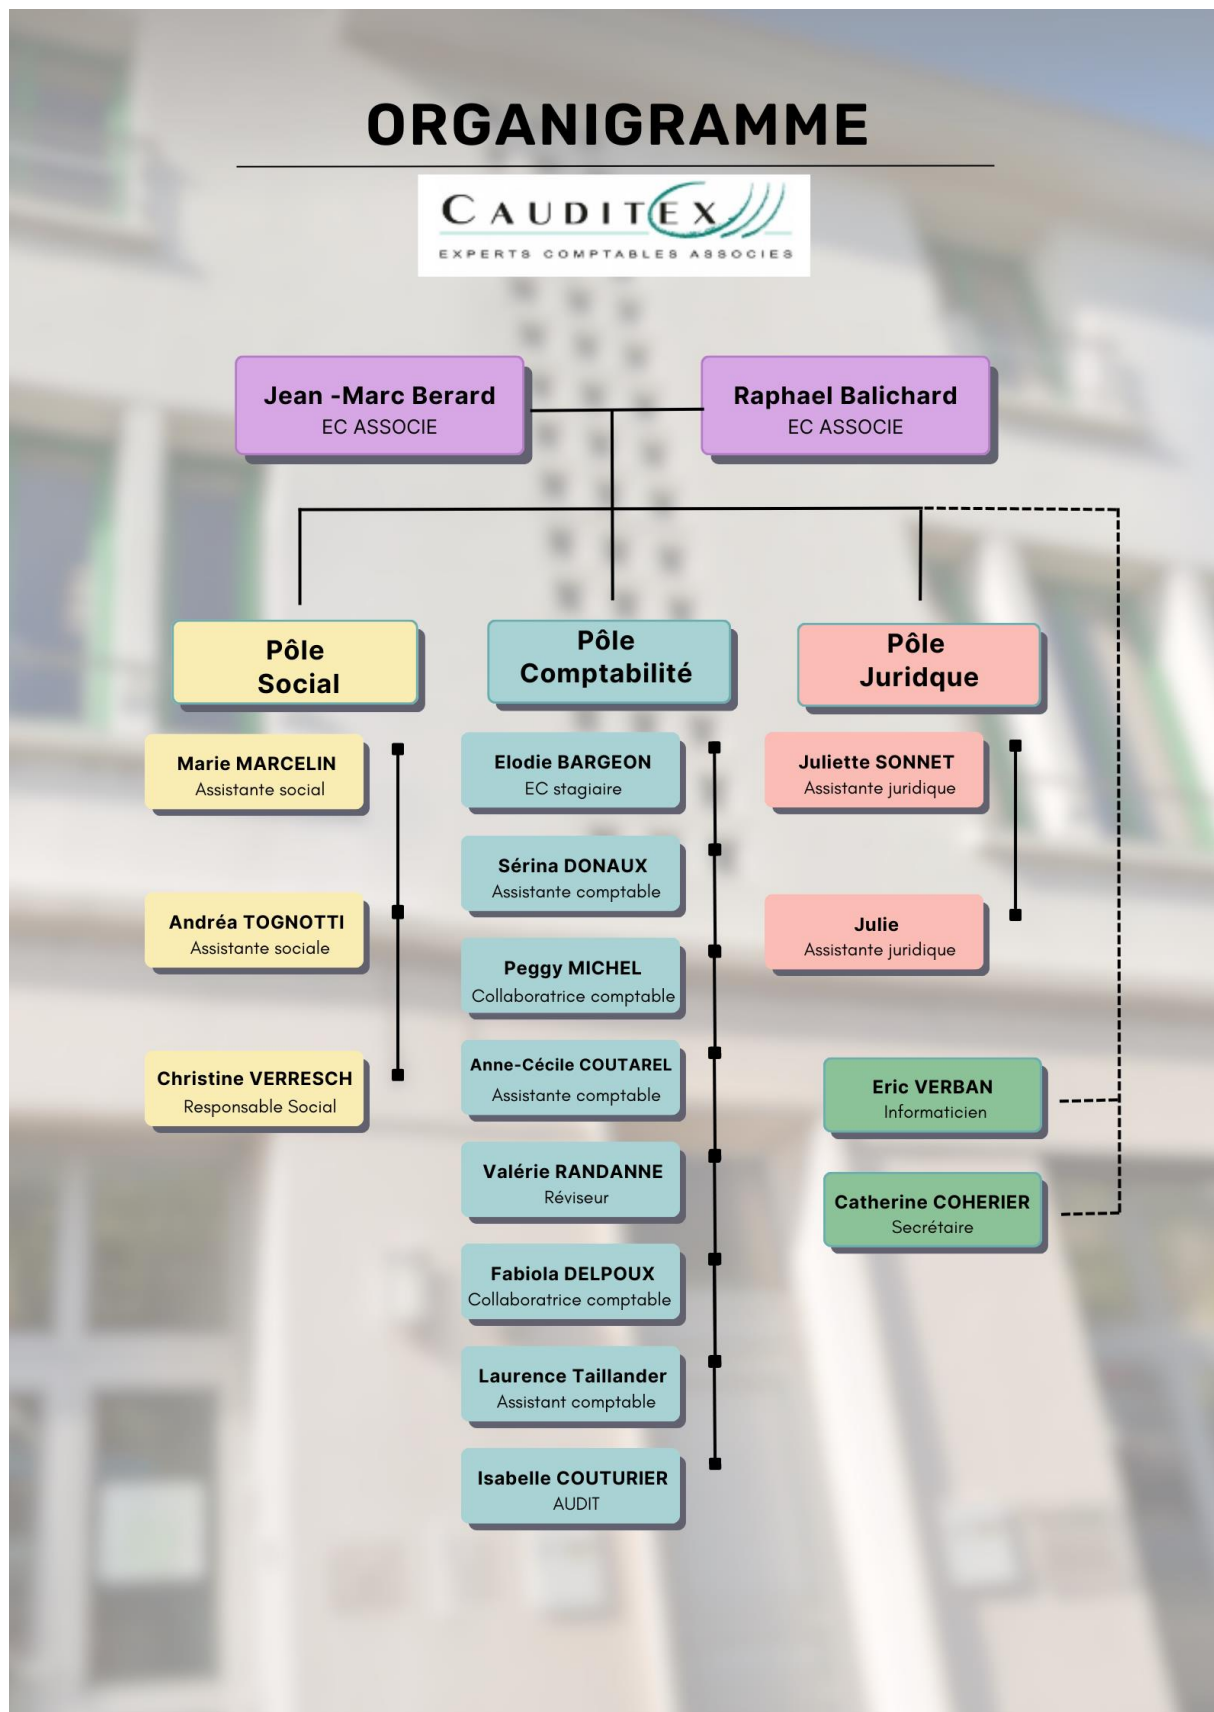 ORGANIGRAMME
CAUDITEX
EXPERTS COMPTABLES ASSOCIES
Jean -Marc Berard
EC ASSOCIE
Raphael Balichard
EC ASSOCIE
Pôle
Social
Marie MARCELIN
Assistante social
Andréa TOGNOTTI
Assistante sociale
Christine VERRESCH
Responsable Social
Pôle
Comptabilité
Elodie BARGEON
EC stagiaire
Sérina DONAUX
Assistante comptable
Peggy MICHEL
Collaboratrice comptable
Anne-Cécile COUTAREL
Assistante comptable
Valérie RANDANNE
Réviseur
Fabiola DELPOUX
Collaboratrice comptable
Laurence Taillander
Assistant comptable
Isabelle COUTURIER
AUDIT
Pôle
Juridque
Juliette SONNET
Assistante juridique
Julie
Assistante juridique
Eric VERBAN
Informaticien
Catherine COHERIER
Secrétaire